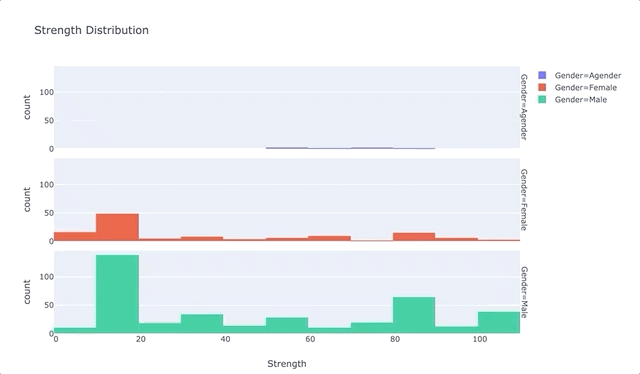 Strength Distribution
Gender=Agender
Gender=Female
Gender=Male
100
50
0
count
Gender=Agender
100
50
0
count
Gender=Female
100
50
0
count
Gender=Male
0 20 40 60 80 100
Strength